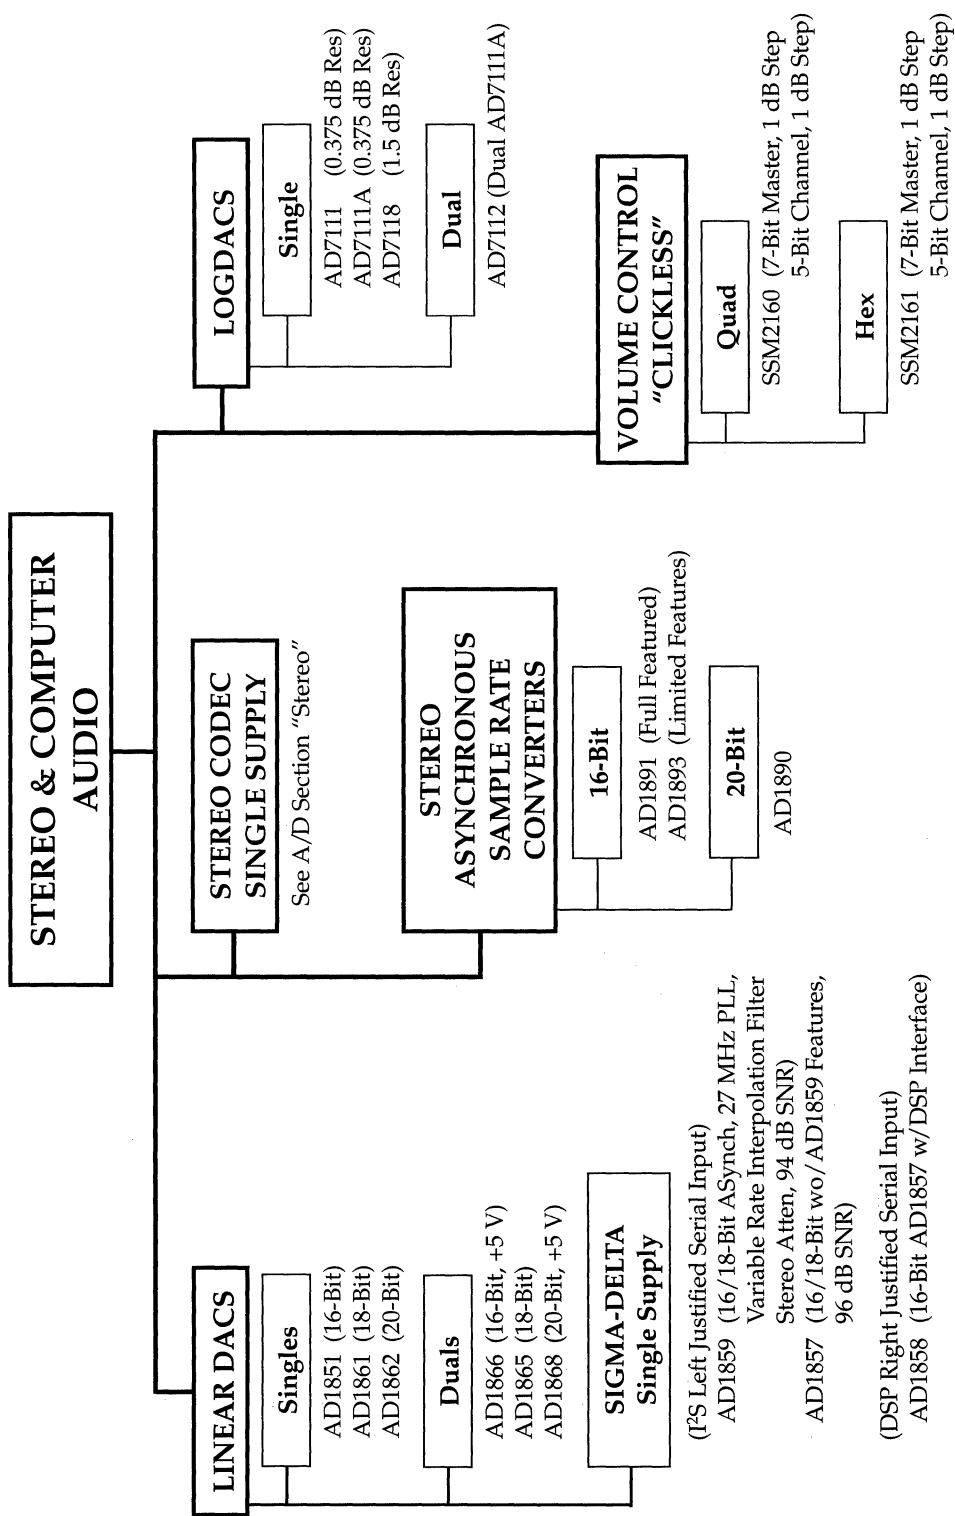 STEREO & COMPUTER
AUDIO
LINEAR DACS
Singles
AD1851 (16-Bit)
AD1861 (18-Bit)
AD1862 (20-Bit)
Duals
AD1866 (16-Bit, +5 V)
AD1865 (18-Bit)
AD1868 (20-Bit, +5 V)
SIGMA-DELTA
Single Supply
(I²S Left Justified Serial Input)
AD1859 (16/18-Bit ASynch, 27 MHz PLL,
Variable Rate Interpolation Filter
Stereo Atten, 94 dB SNR)
AD1857 (16/18-Bit wo/AD1859 Features,
96 dB SNR)
(DSP Right Justified Serial Input)
AD1858 (16-Bit AD1857 w/DSP Interface)
STEREO CODEC
SINGLE SUPPLY
See A/D Section "Stereo"
STEREO
ASYNCHRONOUS
SAMPLE RATE
CONVERTERS
16-Bit
AD1891 (Full Featured)
AD1893 (Limited Features)
20-Bit
AD1890
LOGDACS
Single
AD7111 (0.375 dB Res)
AD7111A (0.375 dB Res)
AD7118 (1.5 dB Res)
Dual
AD7112 (Dual AD7111A)
VOLUME CONTROL
"CLICKLESS"
Quad
SSM2160 (7-Bit Master, 1 dB Step
5-Bit Channel, 1 dB Step)
Hex
SSM2161 (7-Bit Master, 1 dB Step
5-Bit Channel, 1 dB Step)